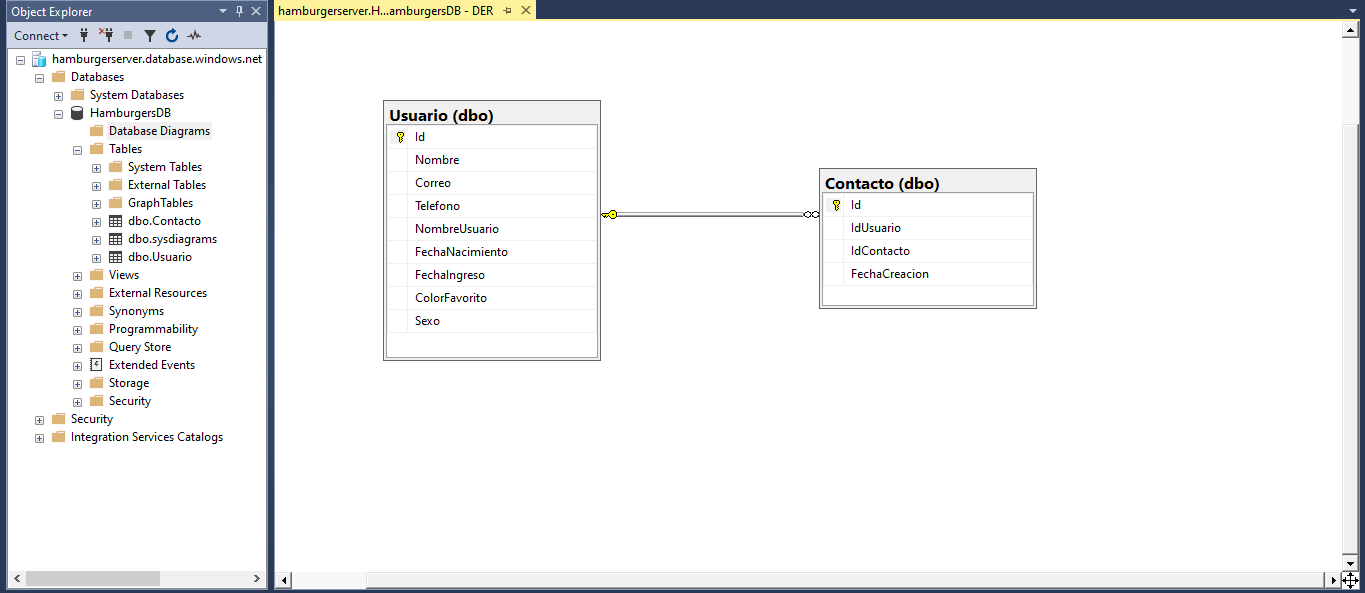 Object Explorer
Connect
hamburgerserver.database.windows.net
Databases
System Databases
HamburgersDB
Database Diagrams
Tables
System Tables
External Tables
GraphTables
dbo.Contacto
dbo.sysdiagrams
dbo.Usuario
Views
External Resources
Synonyms
Programmability
Query Store
Extended Events
Storage
Security
Security
Integration Services Catalogs
hamburgerserver.H...amburgersDB - DER
Usuario (dbo)
Id
Nombre
Correo
Telefono
NombreUsuario
FechaNacimiento
FechaIngreso
ColorFavorito
Sexo
Contacto (dbo)
Id
IdUsuario
IdContacto
FechaCreacion